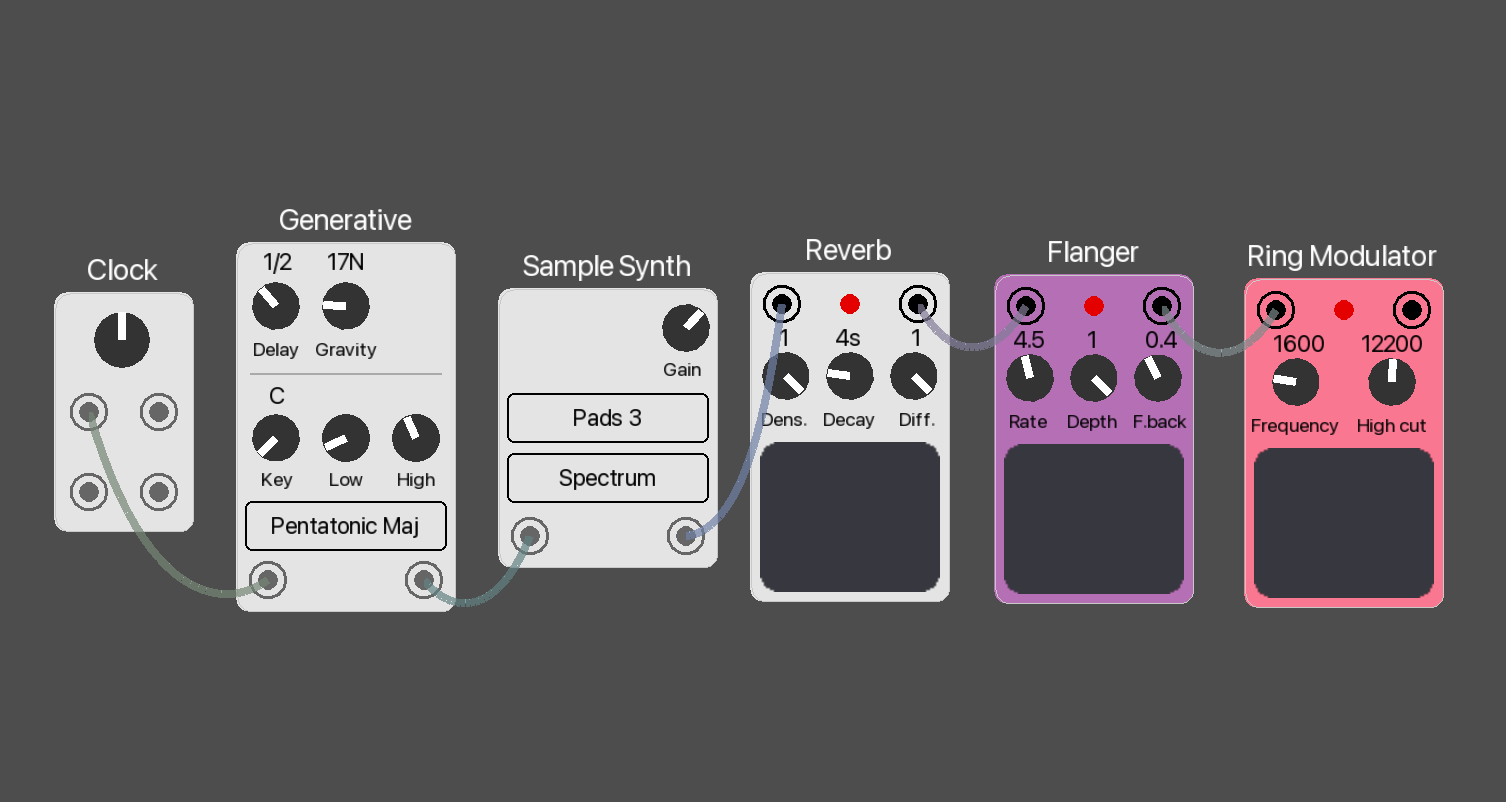 Clock
Generative
1/2 17N
Delay Gravity
C
Key Low High
Pentatonic Maj
Sample Synth
Gain
Pads 3
Spectrum
Reverb
1 4s 1
Dens. Decay Diff.
Flanger
4.5 1 0.4
Rate Depth F.back
Ring Modulator
1600 12200
Frequency High cut